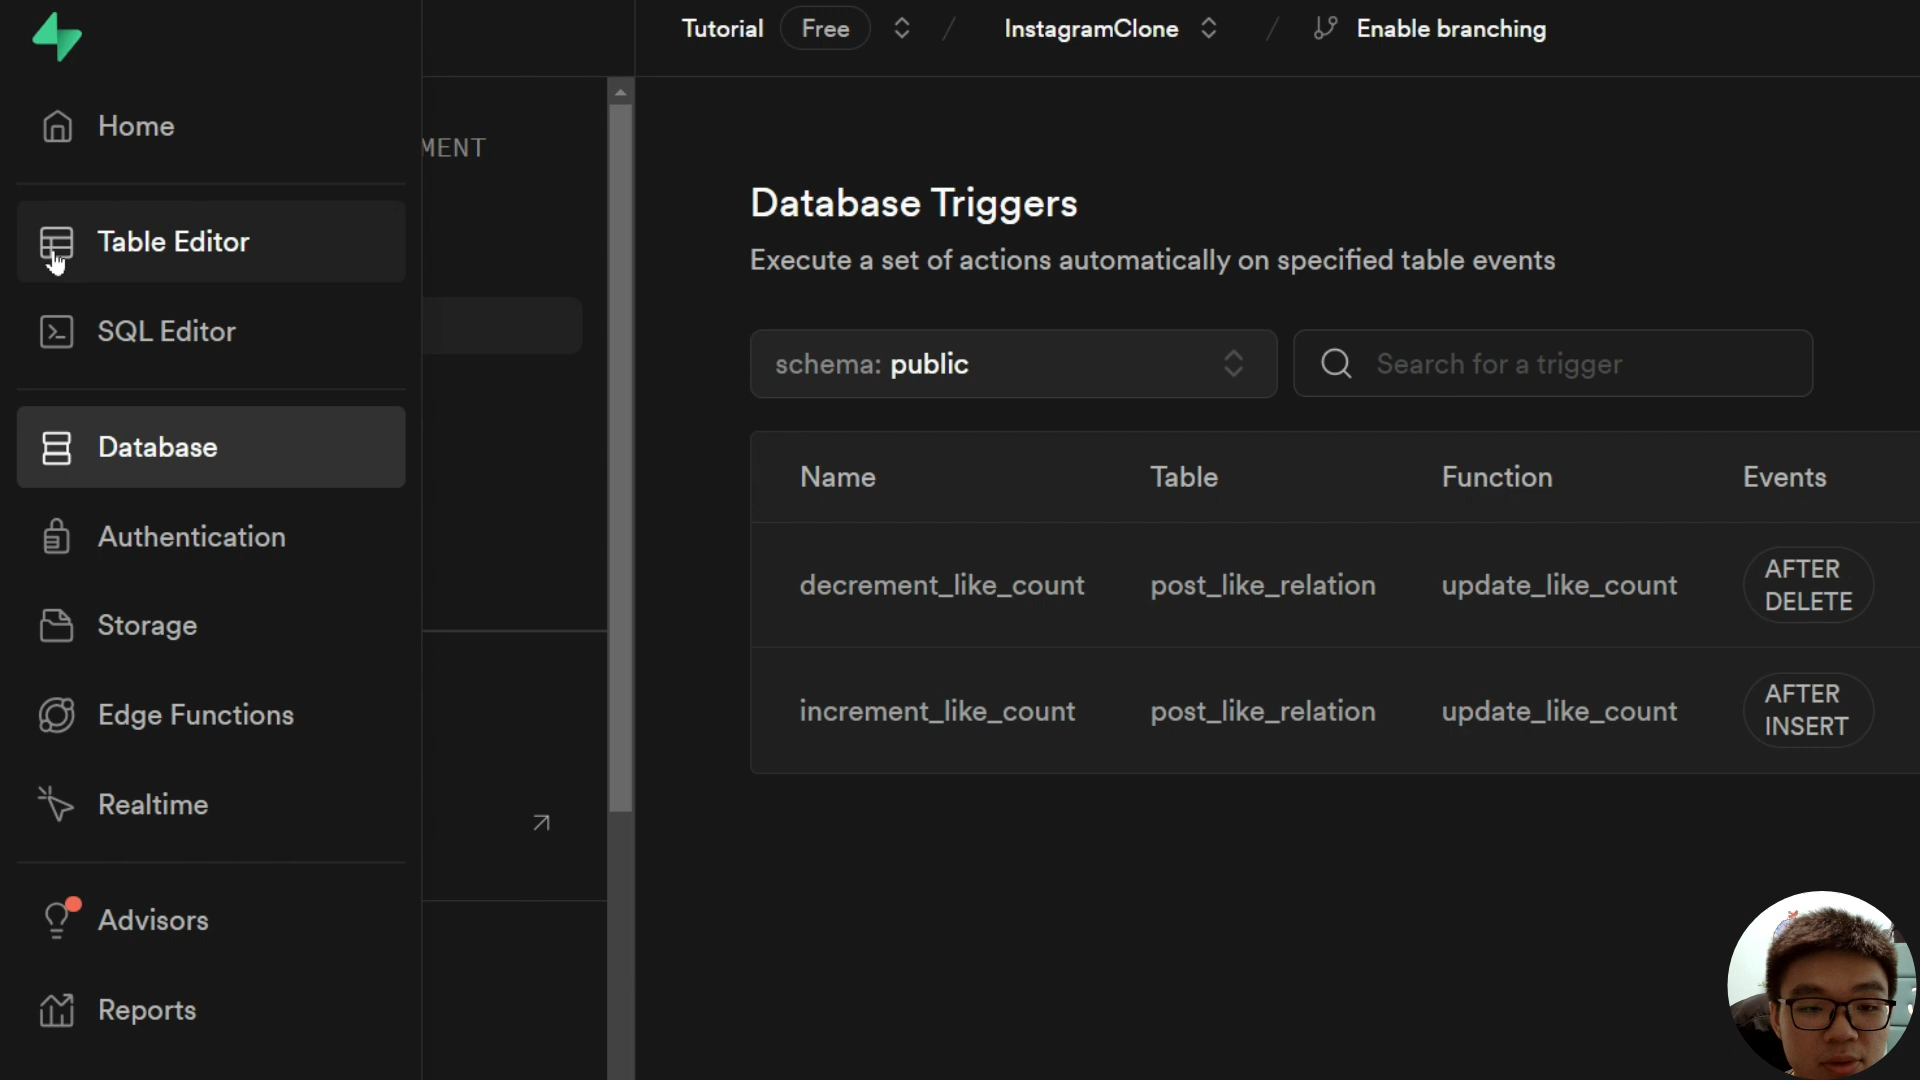 Tutorial Free / InstagramClone / Enable branching
Home
MENT
Table Editor
SQL Editor
Database
Authentication
Storage
Edge Functions
Realtime
Advisors
Reports
Database Triggers
Execute a set of actions automatically on specified table events
schema: public
Search for a trigger
Name Table Function Events
decrement_like_count post_like_relation update_like_count AFTER
DELETE
increment_like_count post_like_relation update_like_count AFTER
INSERT